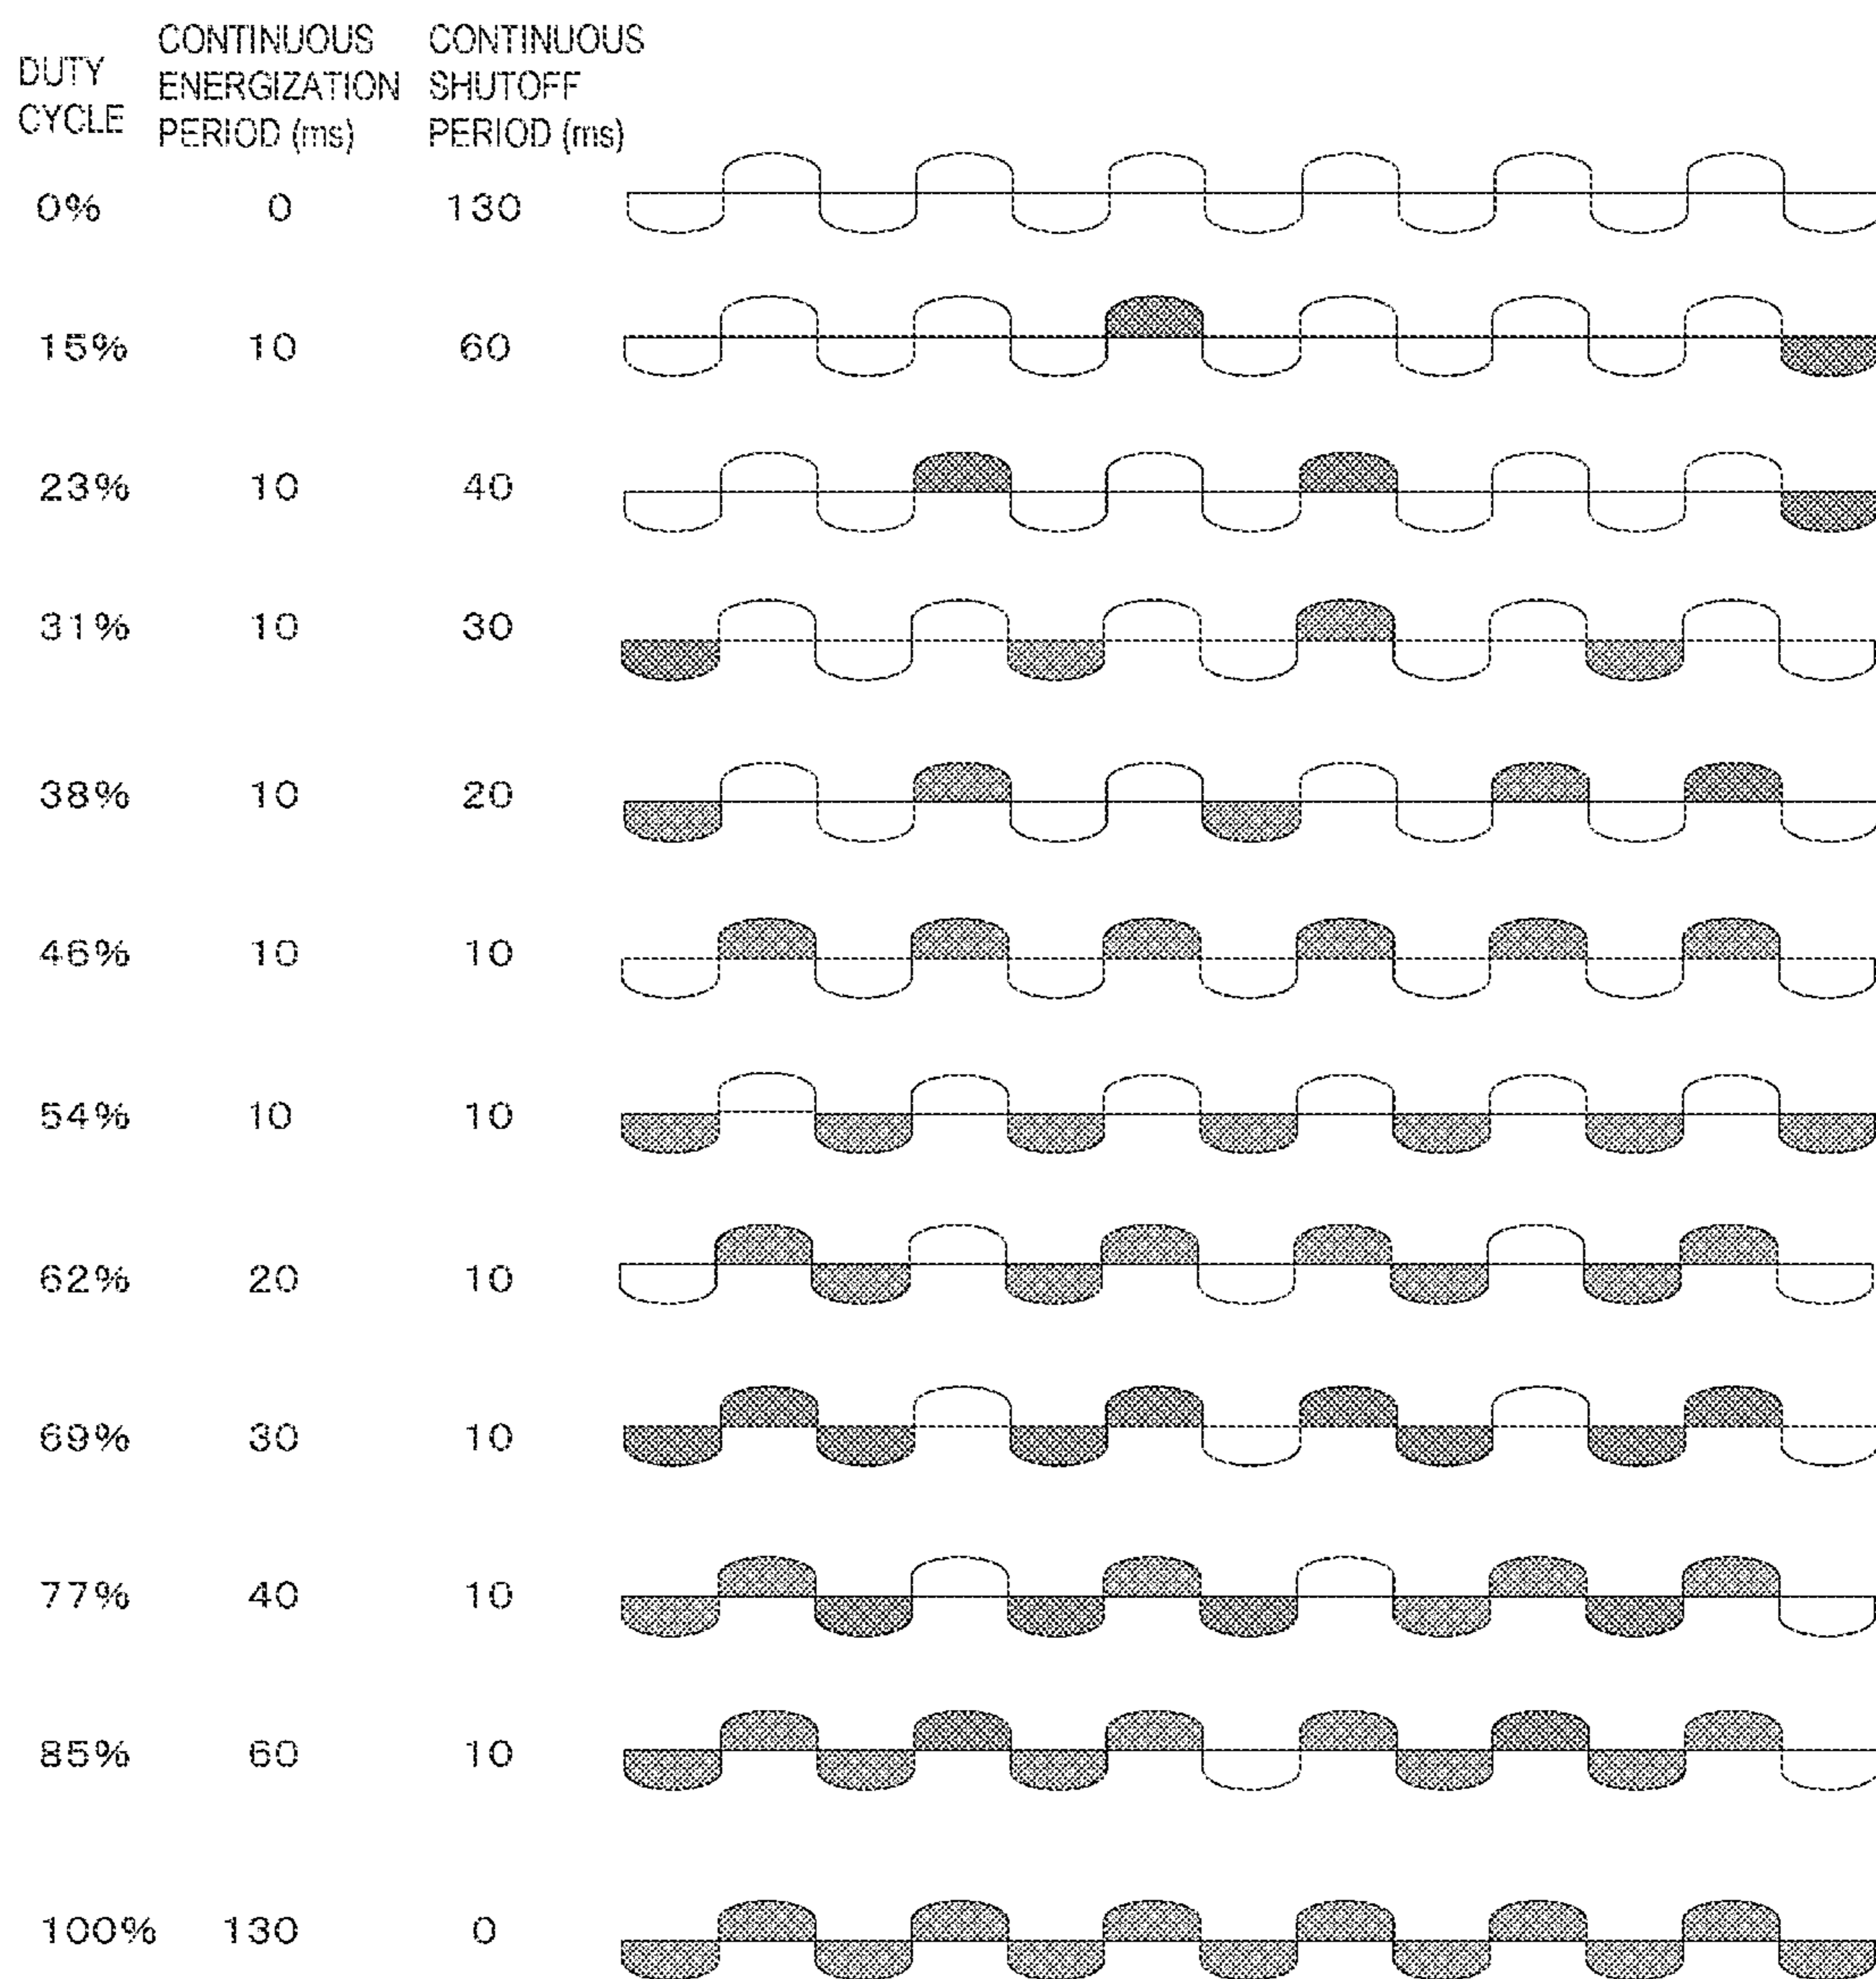 DUTY CYCLE CONTINUOUS ENERGIZATION PERIOD (ms) CONTINUOUS SHUTOFF PERIOD (ms)
0% 0 130
15% 10 60
23% 10 40
31% 10 30
38% 10 20
46% 10 10
54% 10 10
62% 20 10
69% 30 10
77% 40 10
85% 60 10
100% 130 0